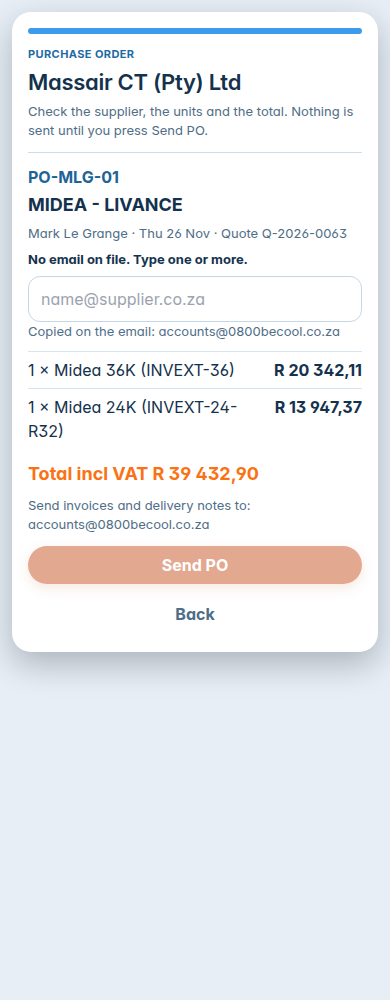 PURCHASE ORDER
Massair CT (Pty) Ltd
Check the supplier, the units and the total. Nothing is
sent until you press Send PO.
PO-MLG-01
MIDEA - LIVANCE
Mark Le Grange · Thu 26 Nov · Quote Q-2026-0063
No email on file. Type one or more.
name@supplier.co.za
Copied on the email: accounts@0800becool.co.za
1 × Midea 36K (INVEXT-36) R 20 342,11
1 × Midea 24K (INVEXT-24- R 13 947,37
R32)
Total incl VAT R 39 432,90
Send invoices and delivery notes to:
accounts@0800becool.co.za
Send PO
Back